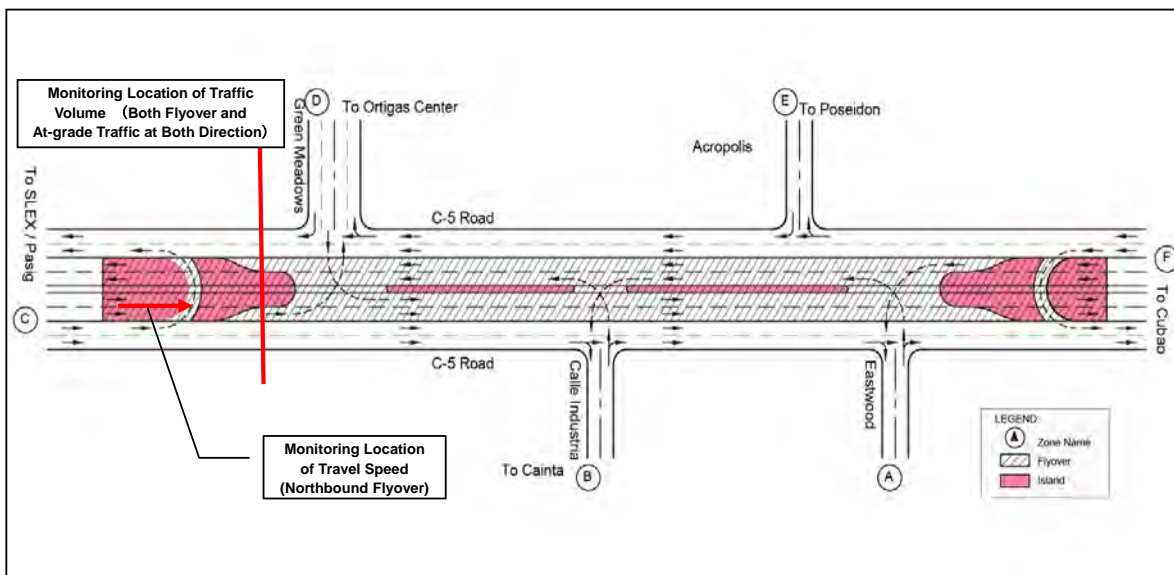 Monitoring Location of Traffic
Volume （Both Flyover and
At-grade Traffic at Both Direction）
D
To Ortigas Center
Green Meadows
E
To Poseidon
Acropolis
To SLEX / Pasig
C-5 Road
F
To Cubao
C-5 Road
Calle Industria
Eastwood
Monitoring Location
of Travel Speed
(Northbound Flyover)
To Cainta
B
A
LEGEND:
A
Zone Name
Flyover
Island